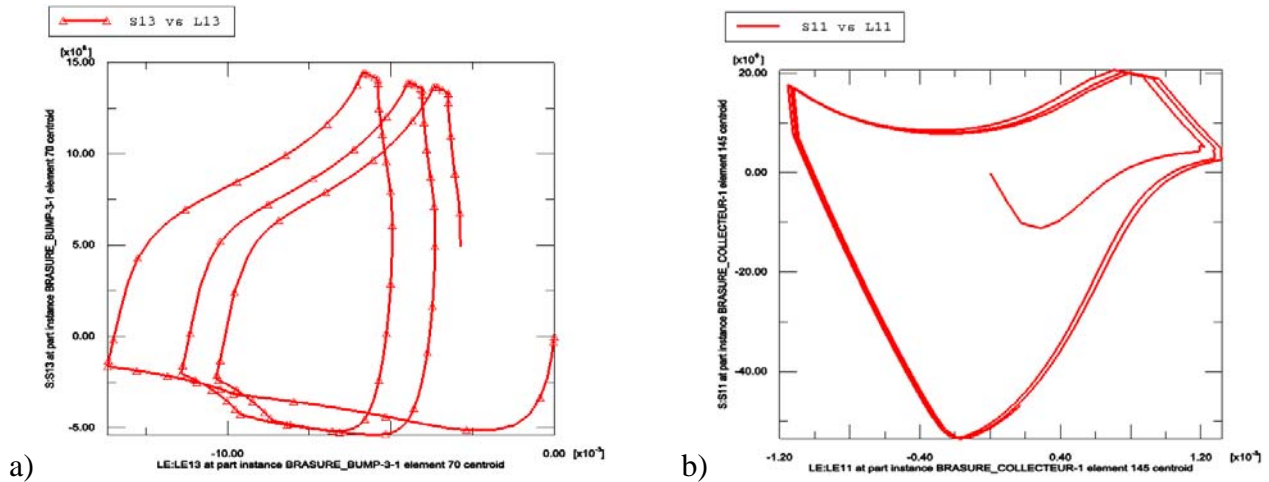 S13 vs L13
[x10⁶]
15.00
10.00
5.00
0.00
-5.00
-10.00
0.00
[x10⁻³]
S:S13 at part instance BRASURE_BUMP-3-1 element 70 centroid
LE:LE13 at part instance BRASURE_BUMP-3-1 element 70 centroid
a)
S11 vs L11
[x10⁶]
20.00
0.00
-20.00
-40.00
-1.20
-0.40
0.40
1.20
[x10⁻³]
S:S11 at part instance BRASURE_COLLECTEUR-1 element 145 centroid
LE:LE11 at part instance BRASURE_COLLECTEUR-1 element 145 centroid
b)